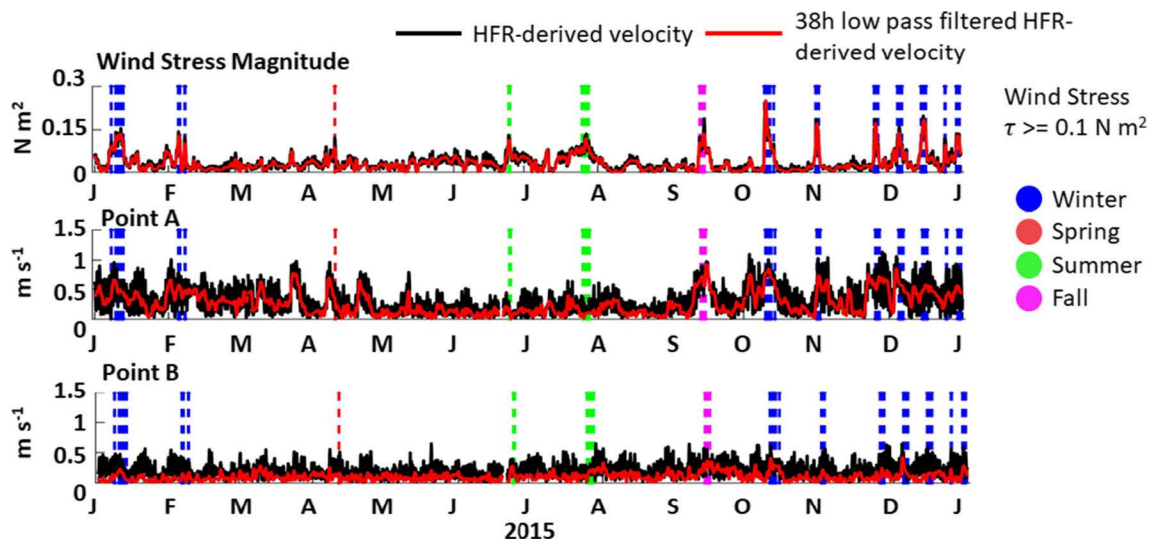 HFR-derived velocity
38h low pass filtered HFR-
derived velocity
Wind Stress Magnitude
N m²
0.3
0.15
0
J F M A M J J A S O N D J
Wind Stress
τ >= 0.1 N m²
Winter
Spring
Summer
Fall
Point A
m s⁻¹
1.5
1
0.5
0
J F M A M J J A S O N D J
Point B
m s⁻¹
1.5
1
0.5
0
J F M A M J J A S O N D J
2015